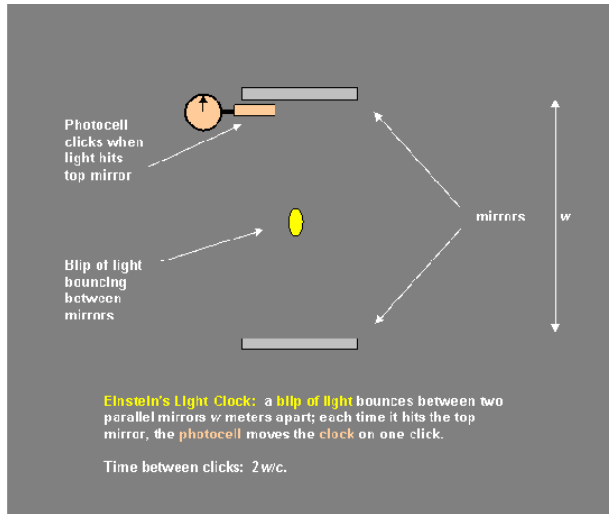 Photocell
clicks when
light hits
top mirror
mirrors
w
Blip of light
bouncing
between
mirrors
Einstein's Light Clock: a blip of light bounces between two
parallel mirrors w meters apart; each time it hits the top
mirror, the photocell moves the clock on one click.
Time between clicks: 2w/c.